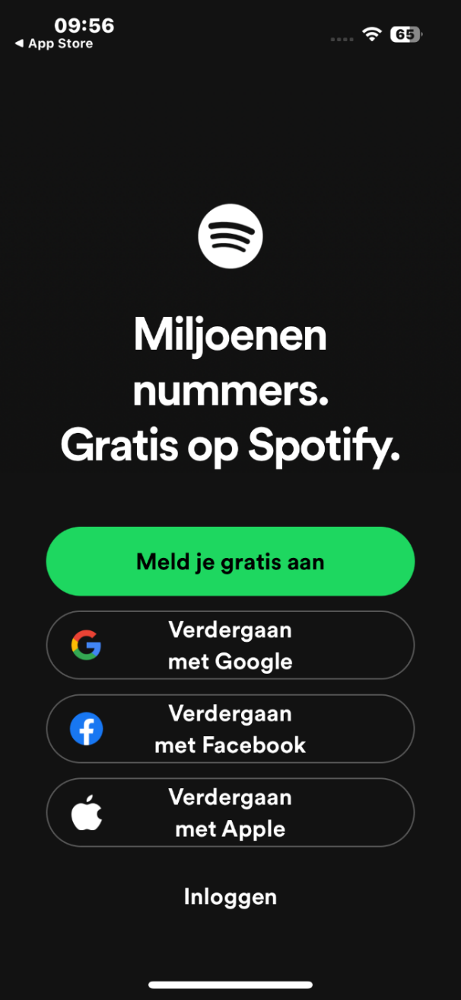 09:56
◀ App Store
65
Miljoenen
nummers.
Gratis op Spotify.
Meld je gratis aan
Verdergaan
met Google
Verdergaan
met Facebook
Verdergaan
met Apple
Inloggen